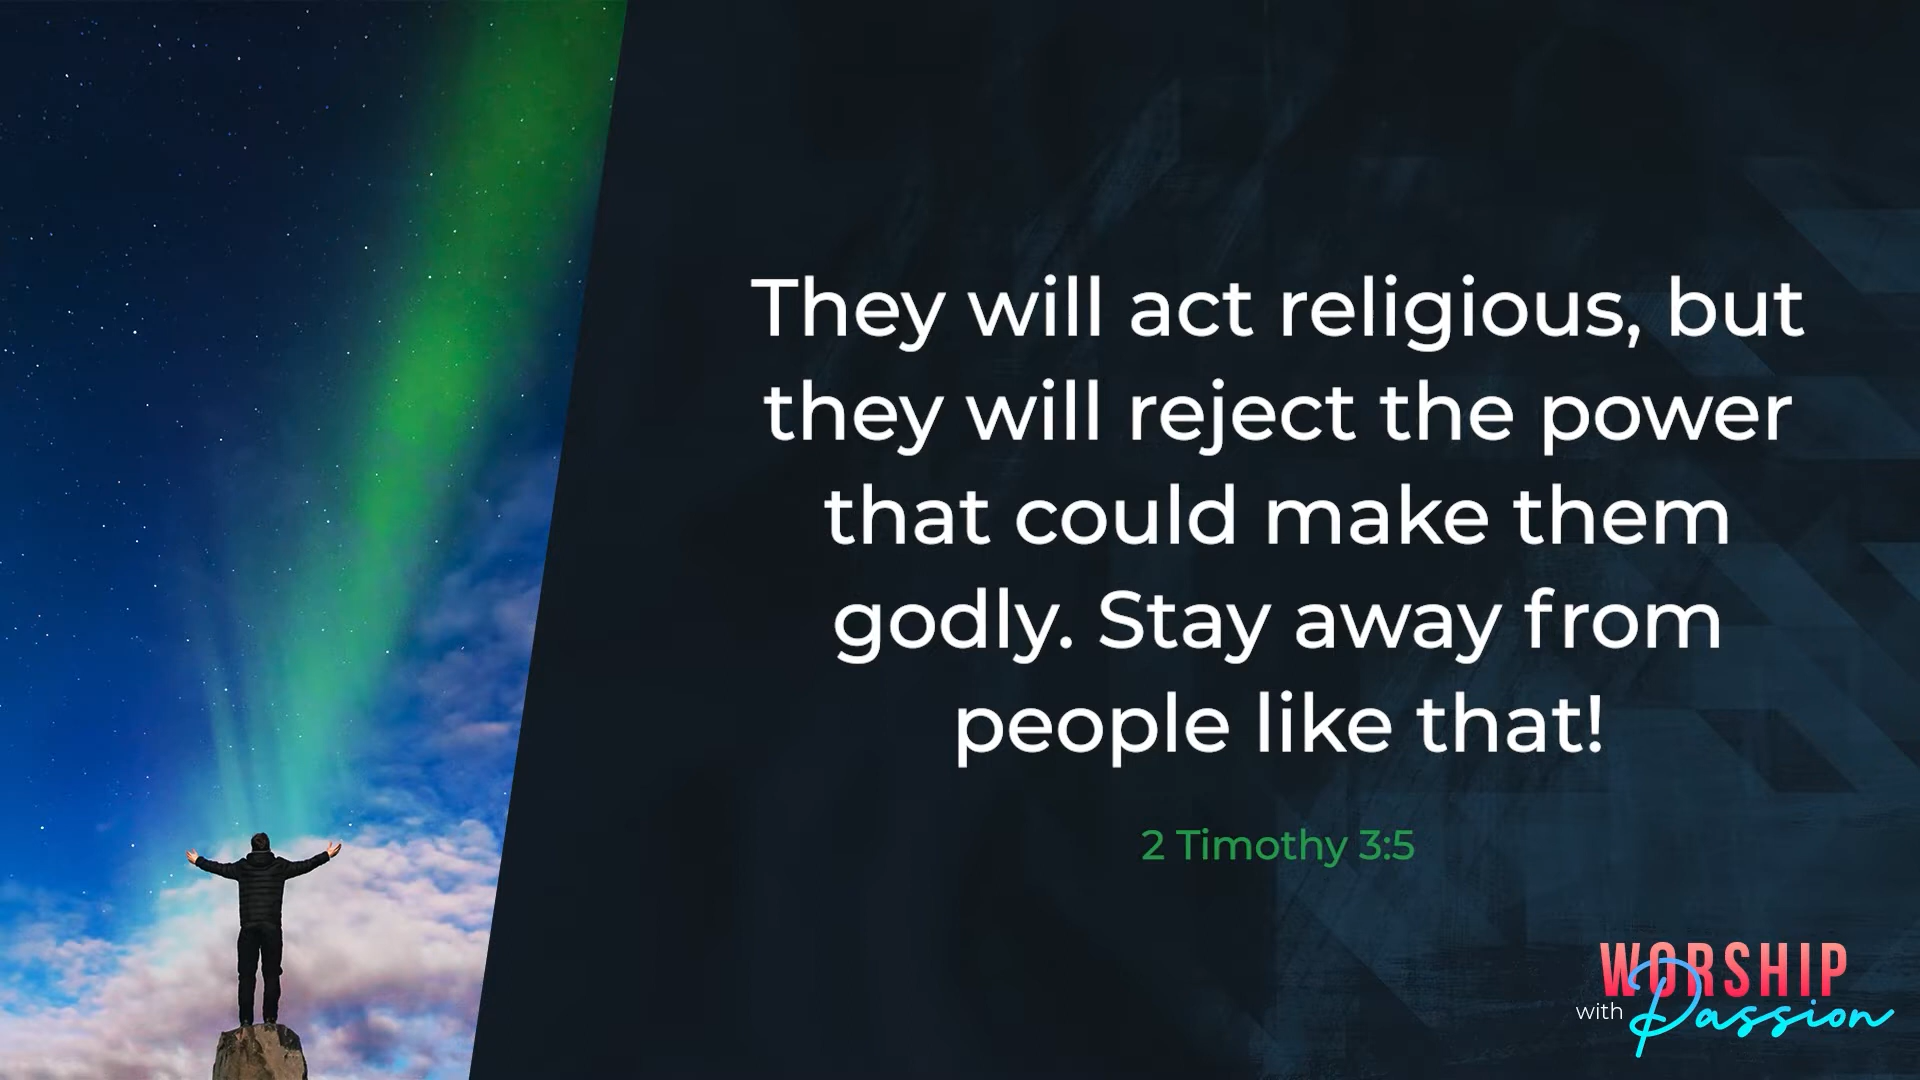 They will act religious, but
they will reject the power
that could make them
godly. Stay away from
people like that!
2 Timothy 3:5
WORSHIP
with Passion